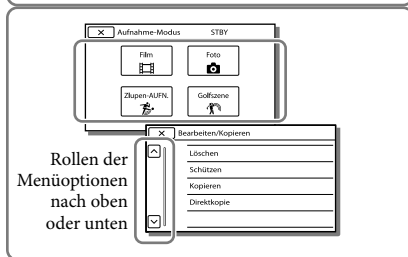 Aufnahme-Modus STBY
Film Foto
Zlupen-AUFN. Golfszene
Bearbeiten/Kopieren
Löschen
Schützen
Kopieren
Direktkopie
Rollen der
Menüoptionen
nach oben
oder unten